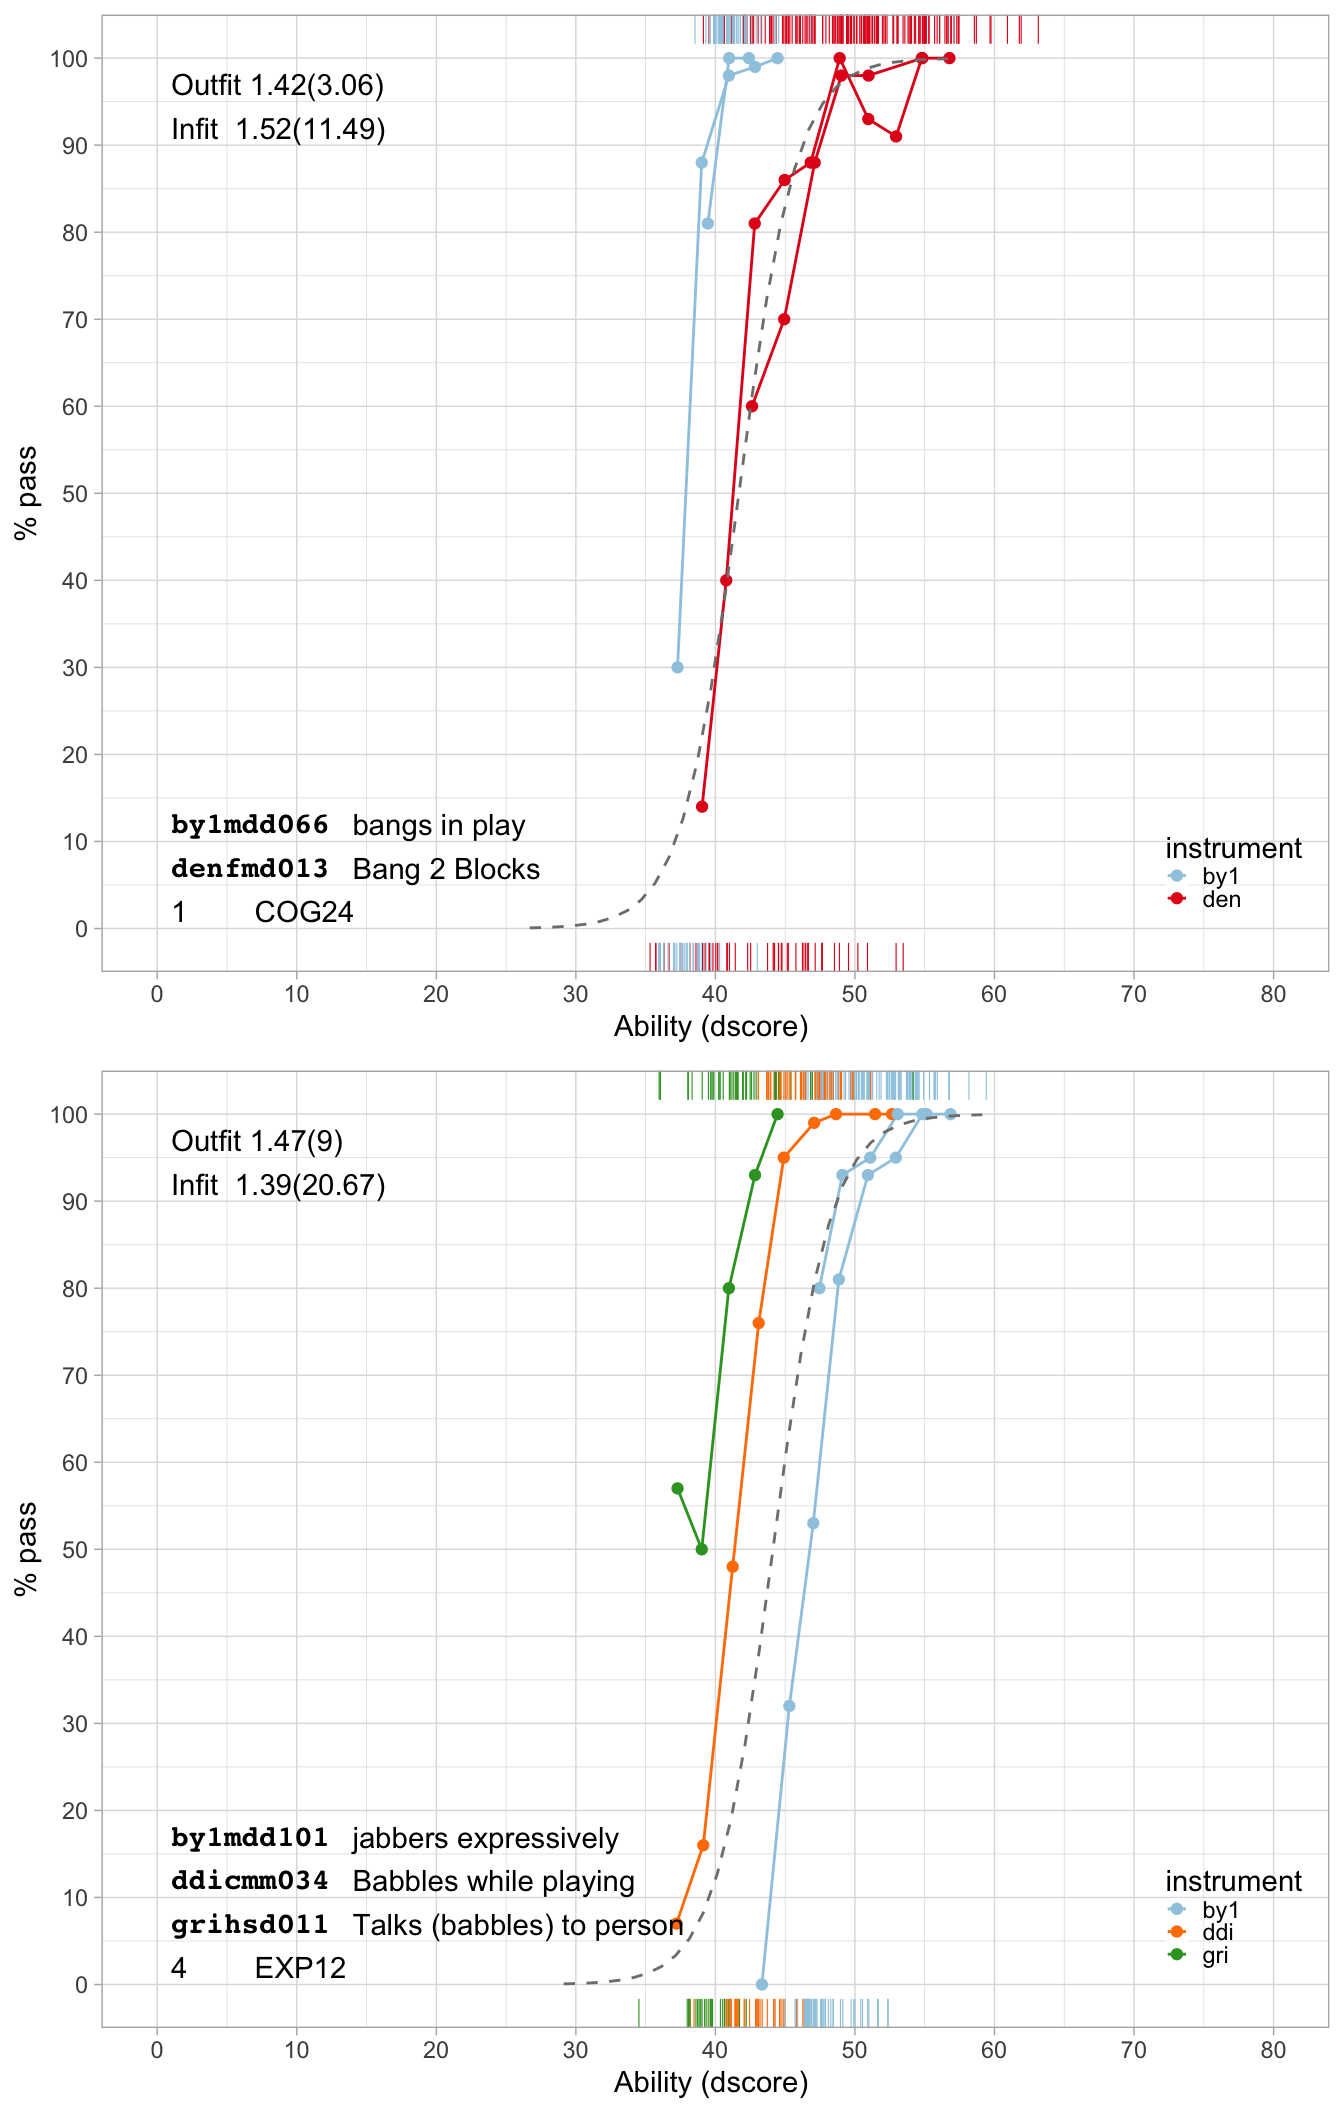 100
90
80
70
60
50
40
30
20
10
0
% pass
Outfit 1.42(3.06)
Infit 1.52(11.49)
by1mdd066 bangs in play
denfmd013 Bang 2 Blocks
1 COG24
instrument
by1
den
0 10 20 30 40 50 60 70 80
Ability (dscore)
100
90
80
70
60
50
40
30
20
10
0
% pass
Outfit 1.47(9)
Infit 1.39(20.67)
by1mdd101 jabbers expressively
ddicmm034 Babbles while playing
grihsd011 Talks (babbles) to person
4 EXP12
instrument
by1
ddi
gri
0 10 20 30 40 50 60 70 80
Ability (dscore)